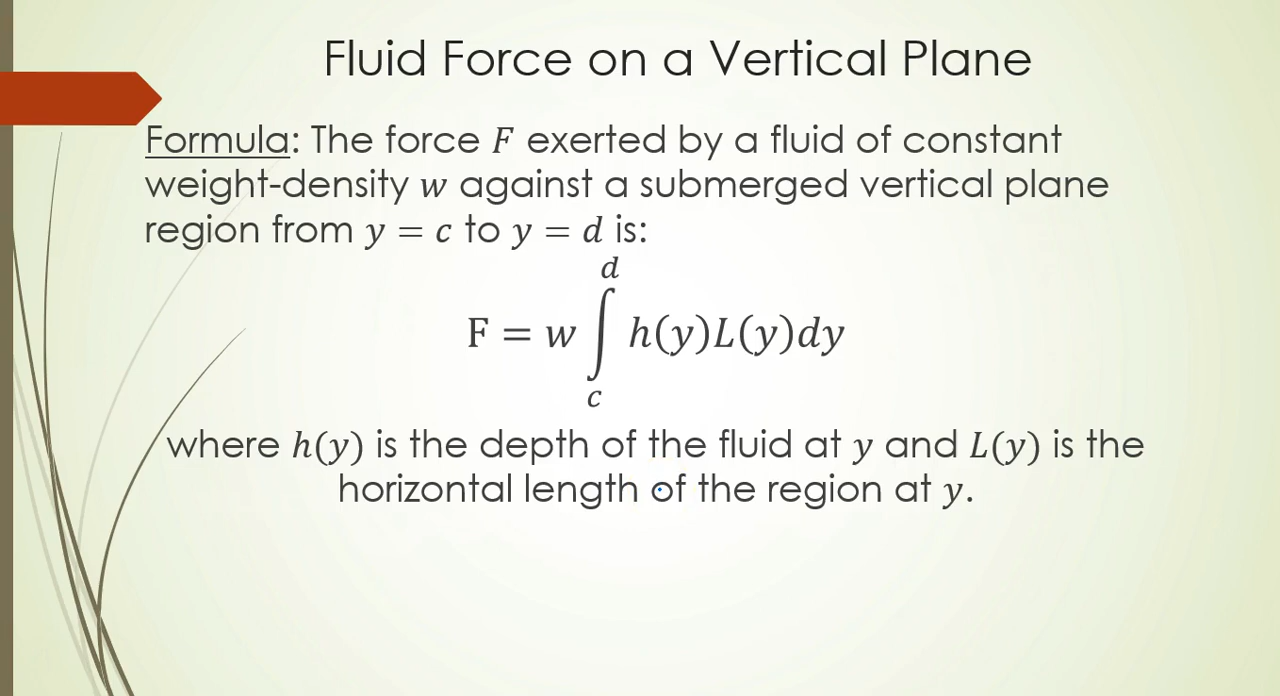 Fluid Force on a Vertical Plane
Formula: The force F exerted by a fluid of constant
weight-density w against a submerged vertical plane
region from y = c to y = d is:
d
F = w ∫ h(y)L(y)dy
c
where h(y) is the depth of the fluid at y and L(y) is the
horizontal length of the region at y.